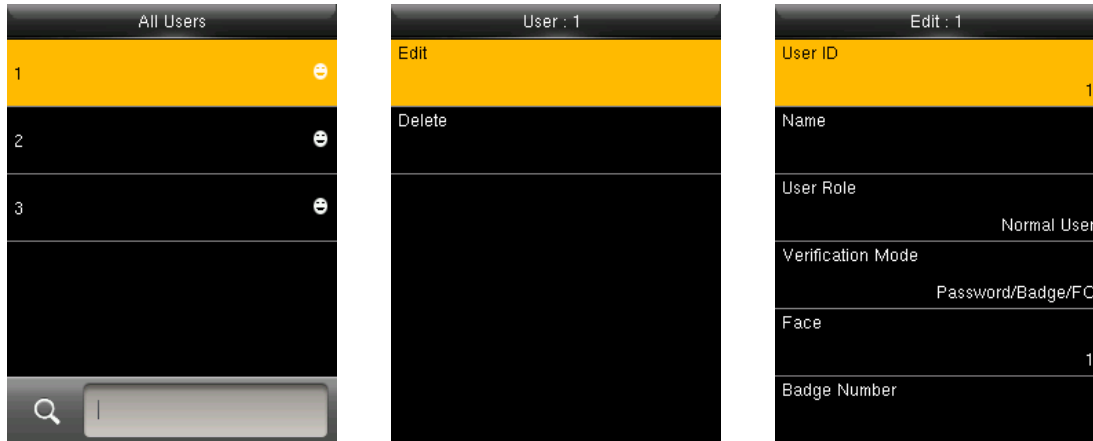 All Users
1
2
3
User : 1
Edit
Delete
Edit : 1
User ID
1
Name
User Role
Normal User
Verification Mode
Password/Badge/FC
Face
1
Badge Number